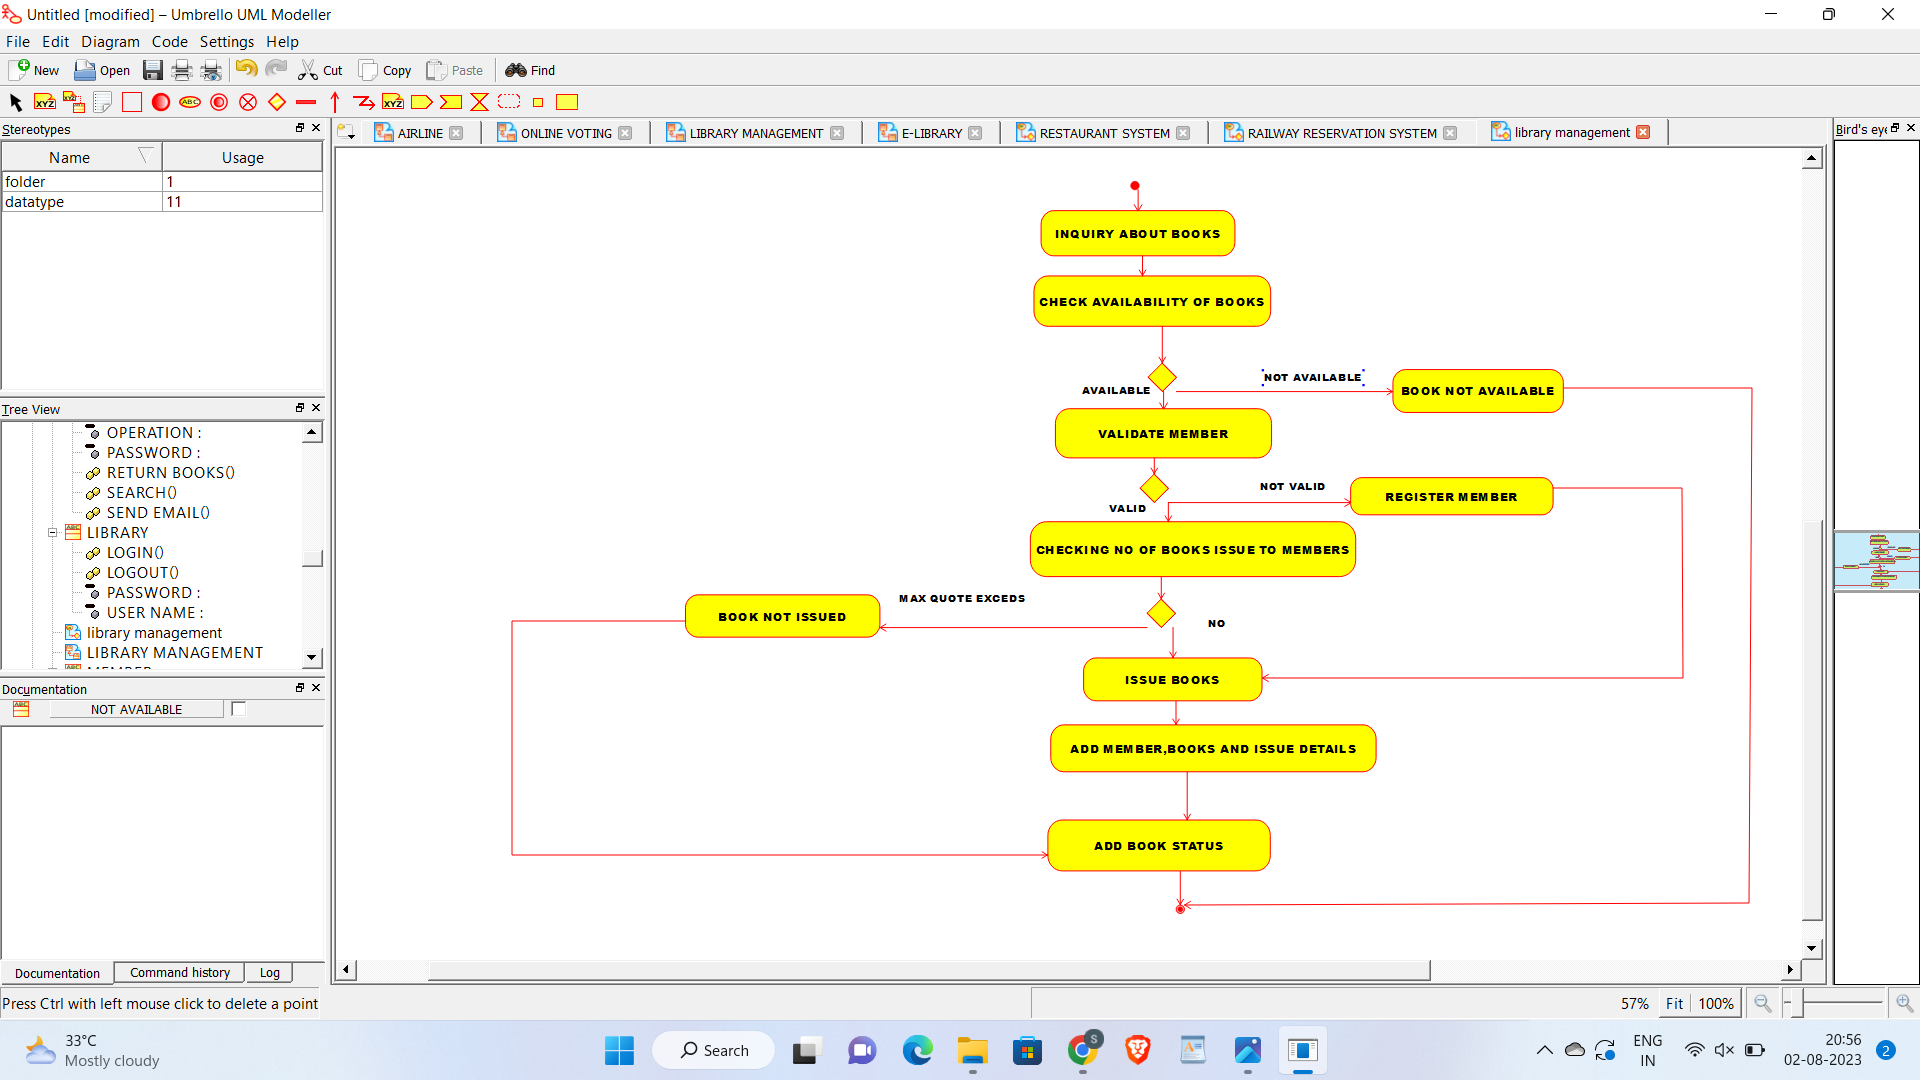 Untitled [modified] – Umbrello UML Modeller
File Edit Diagram Code Settings Help
New Open Cut Copy Paste Find
XYZ XYZ ABC XYZ
Stereotypes
Name Usage
folder 1
datatype 11
Tree View
OPERATION :
PASSWORD :
RETURN BOOKS()
SEARCH()
SEND EMAIL()
LIBRARY
LOGIN()
LOGOUT()
PASSWORD :
USER NAME :
library management
LIBRARY MANAGEMENT
Documentation
NOT AVAILABLE
Documentation Command history Log
Press Ctrl with left mouse click to delete a point
AIRLINE ONLINE VOTING LIBRARY MANAGEMENT E-LIBRARY RESTAURANT SYSTEM RAILWAY RESERVATION SYSTEM library management
Bird's eye
INQUIRY ABOUT BOOKS
CHECK AVAILABILITY OF BOOKS
NOT AVAILABLE
AVAILABLE
BOOK NOT AVAILABLE
VALIDATE MEMBER
NOT VALID
REGISTER MEMBER
VALID
CHECKING NO OF BOOKS ISSUE TO MEMBERS
MAX QUOTE EXCEDS
BOOK NOT ISSUED
NO
ISSUE BOOKS
ADD MEMBER,BOOKS AND ISSUE DETAILS
ADD BOOK STATUS
57% Fit 100%
33°C
Mostly cloudy
Search
S
ENG
IN
20:56
02-08-2023
2